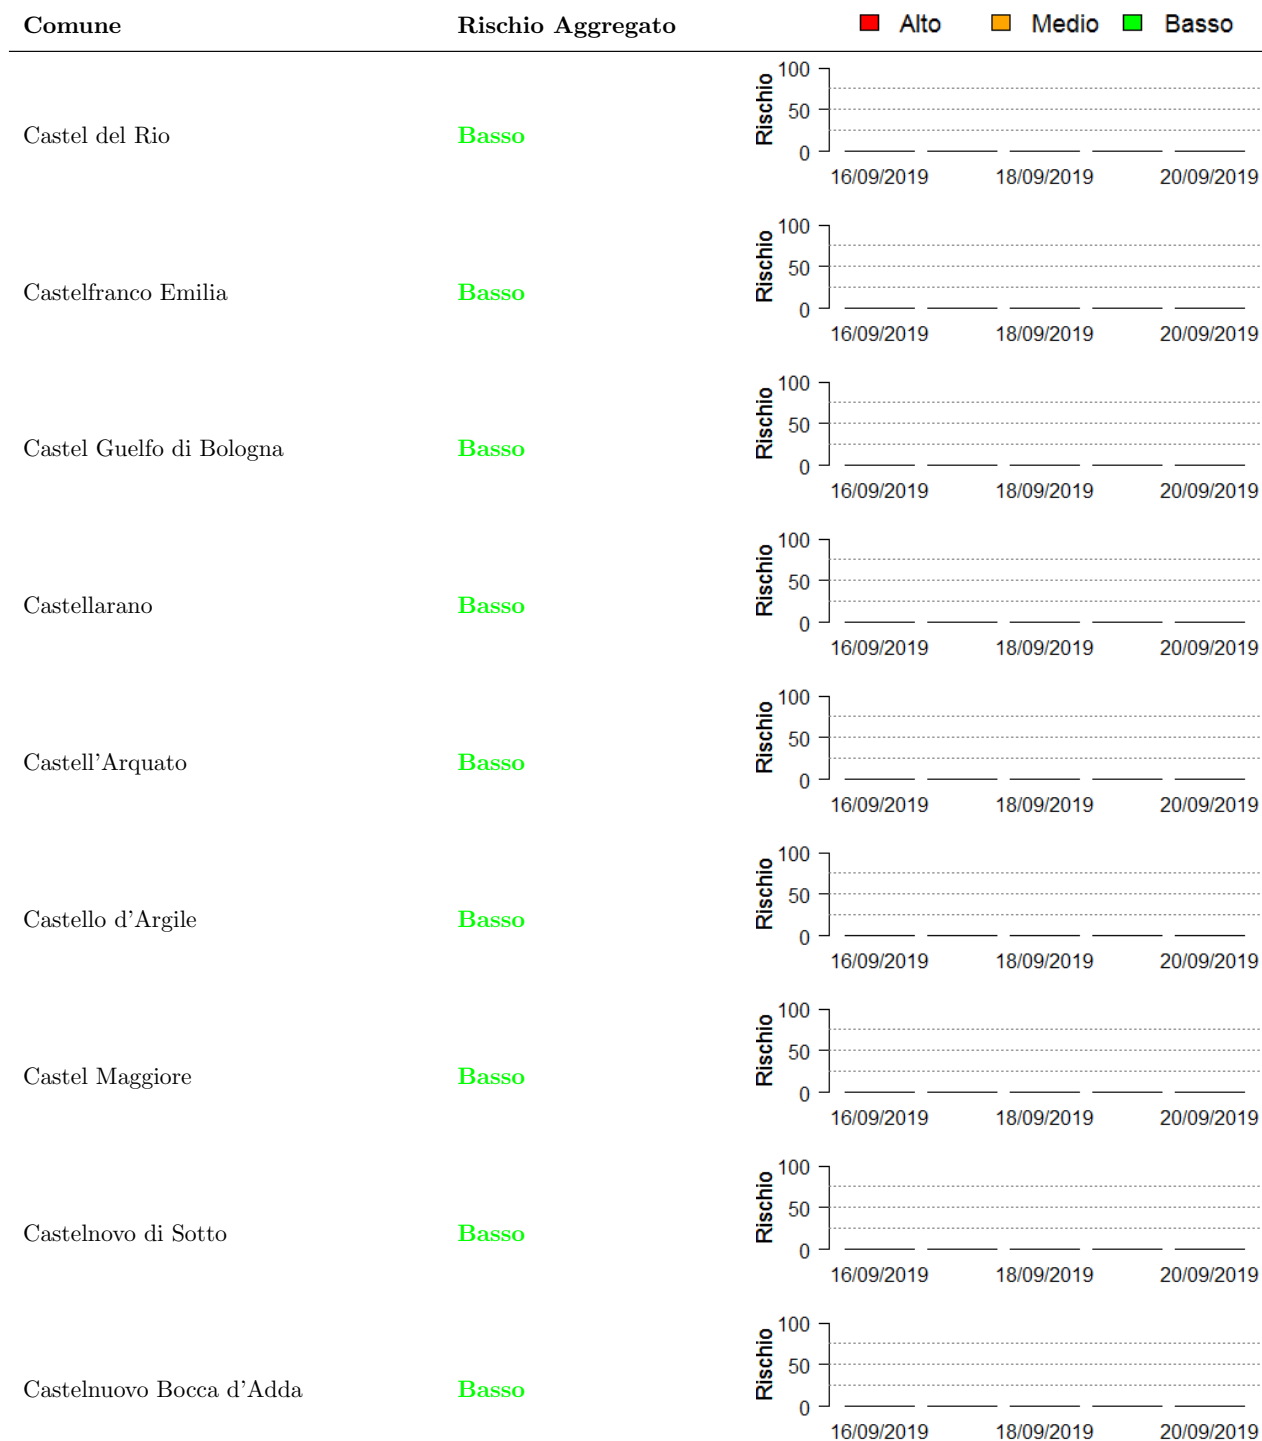 Comune Rischio Aggregato Alto Medio Basso
100
50
0
Rischio
Castel del Rio Basso
16/09/2019 18/09/2019 20/09/2019
100
50
0
Rischio
Castelfranco Emilia Basso
16/09/2019 18/09/2019 20/09/2019
100
50
0
Rischio
Castel Guelfo di Bologna Basso
16/09/2019 18/09/2019 20/09/2019
100
50
0
Rischio
Castellarano Basso
16/09/2019 18/09/2019 20/09/2019
100
50
0
Rischio
Castell'Arquato Basso
16/09/2019 18/09/2019 20/09/2019
100
50
0
Rischio
Castello d'Argile Basso
16/09/2019 18/09/2019 20/09/2019
100
50
0
Rischio
Castel Maggiore Basso
16/09/2019 18/09/2019 20/09/2019
100
50
0
Rischio
Castelnovo di Sotto Basso
16/09/2019 18/09/2019 20/09/2019
100
50
0
Rischio
Castelnuovo Bocca d'Adda Basso
16/09/2019 18/09/2019 20/09/2019